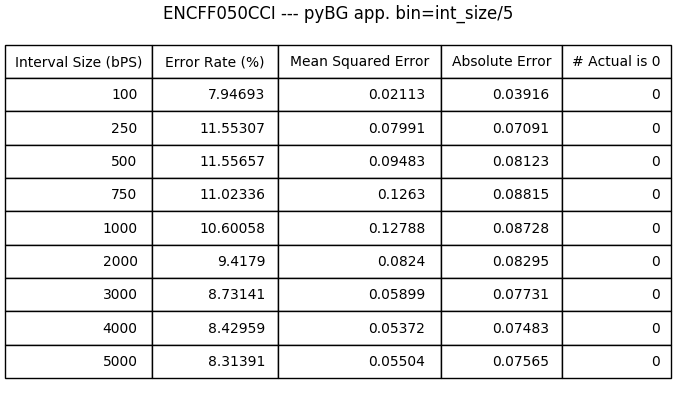 ENCFF050CCI --- pyBG app. bin=int_size/5
Interval Size (bPS) Error Rate (%) Mean Squared Error Absolute Error # Actual is 0
100 7.94693 0.02113 0.03916 0
250 11.55307 0.07991 0.07091 0
500 11.55657 0.09483 0.08123 0
750 11.02336 0.1263 0.08815 0
1000 10.60058 0.12788 0.08728 0
2000 9.4179 0.0824 0.08295 0
3000 8.73141 0.05899 0.07731 0
4000 8.42959 0.05372 0.07483 0
5000 8.31391 0.05504 0.07565 0